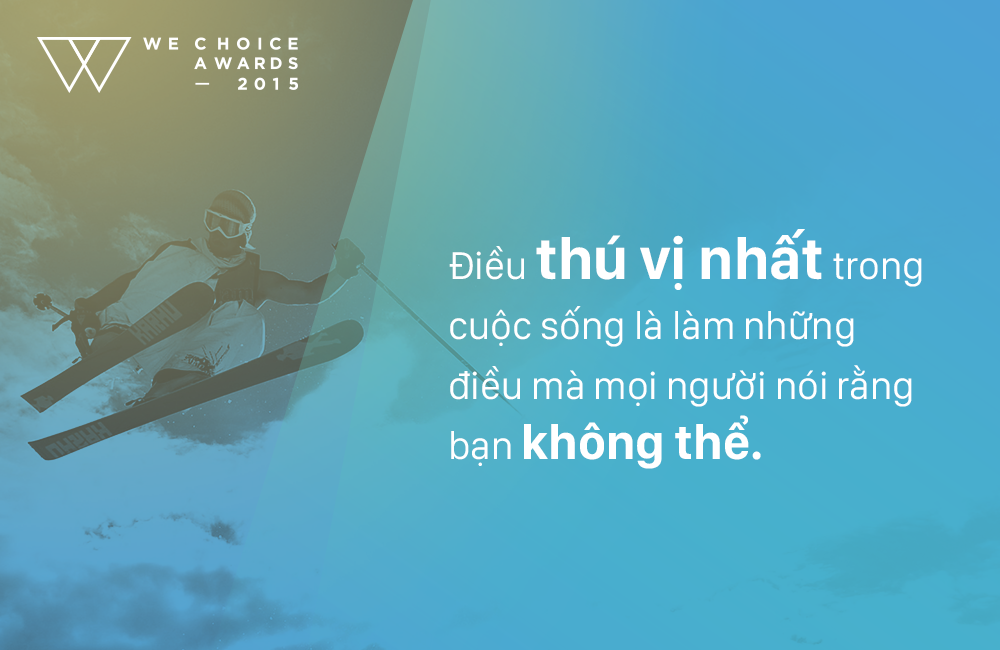 WE CHOICE
AWARDS
— 2015
Điều thú vị nhất trong
cuộc sống là làm những
điều mà mọi người nói rằng
bạn không thể.